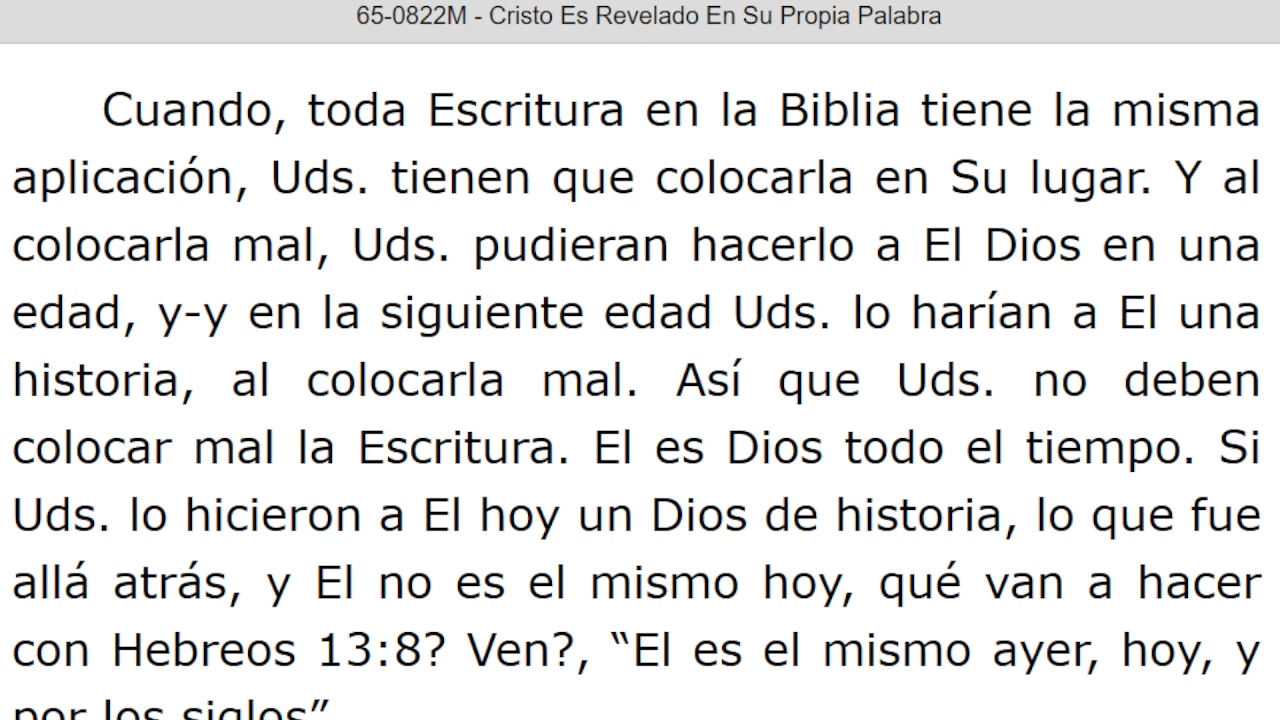 65-0822M - Cristo Es Revelado En Su Propia Palabra
Cuando, toda Escritura en la Biblia tiene la misma
aplicación, Uds. tienen que colocarla en Su lugar. Y al
colocarla mal, Uds. pudieran hacerlo a El Dios en una
edad, y-y en la siguiente edad Uds. lo harían a El una
historia, al colocarla mal. Así que Uds. no deben
colocar mal la Escritura. El es Dios todo el tiempo. Si
Uds. lo hicieron a El hoy un Dios de historia, lo que fue
allá atrás, y El no es el mismo hoy, qué van a hacer
con Hebreos 13:8? Ven?, “El es el mismo ayer, hoy, y
por los siglos”